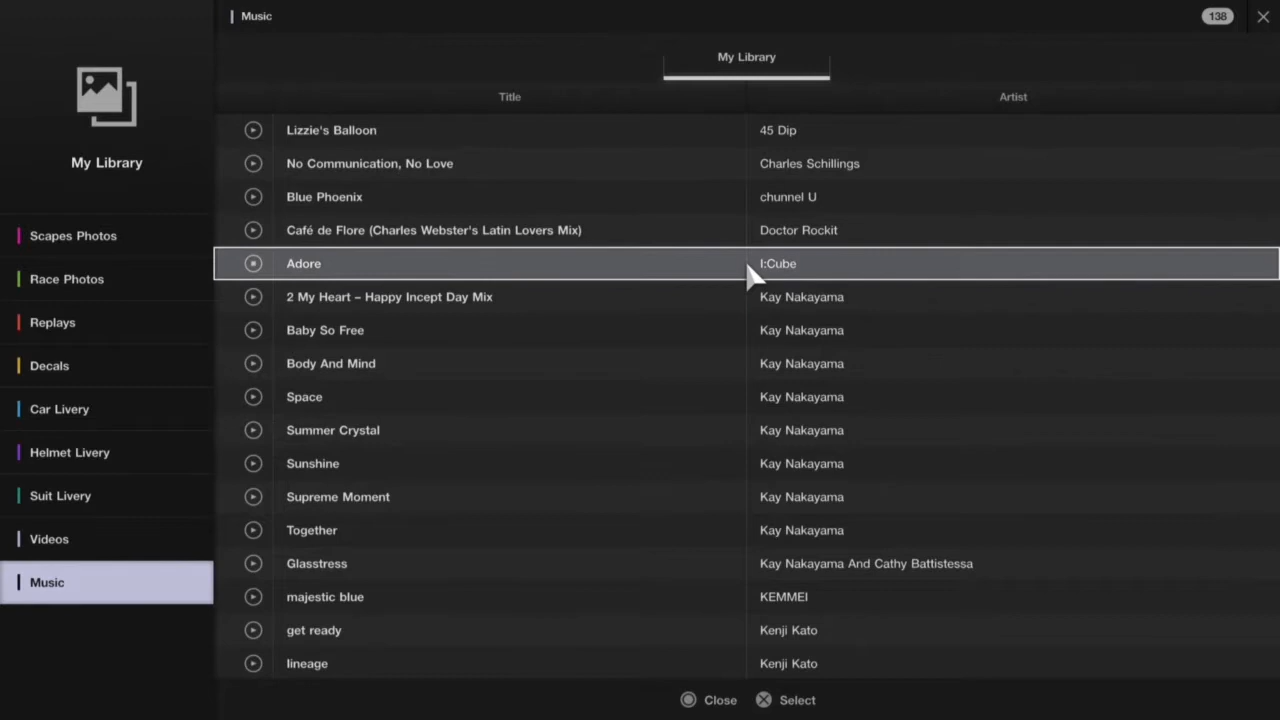 Music
138
My Library
My Library
Title
Artist
Lizzie's Balloon
45 Dip
No Communication, No Love
Charles Schillings
Blue Phoenix
chunnel U
Café de Flore (Charles Webster's Latin Lovers Mix)
Doctor Rockit
Adore
I:Cube
2 My Heart – Happy Incept Day Mix
Kay Nakayama
Baby So Free
Kay Nakayama
Body And Mind
Kay Nakayama
Space
Kay Nakayama
Summer Crystal
Kay Nakayama
Sunshine
Kay Nakayama
Supreme Moment
Kay Nakayama
Together
Kay Nakayama
Glasstress
Kay Nakayama And Cathy Battistessa
majestic blue
KEMMEI
get ready
Kenji Kato
lineage
Kenji Kato
Scapes Photos
Race Photos
Replays
Decals
Car Livery
Helmet Livery
Suit Livery
Videos
Music
Close
Select